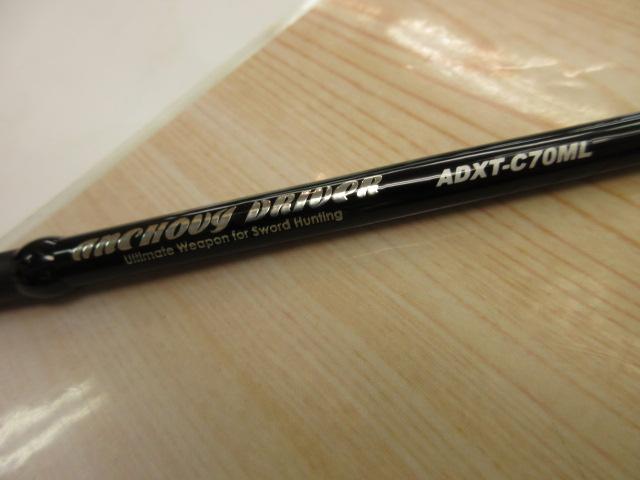 ANCHOVY DRIVER ADXT-C70ML
Ultimate Weapon for Sword Hunting